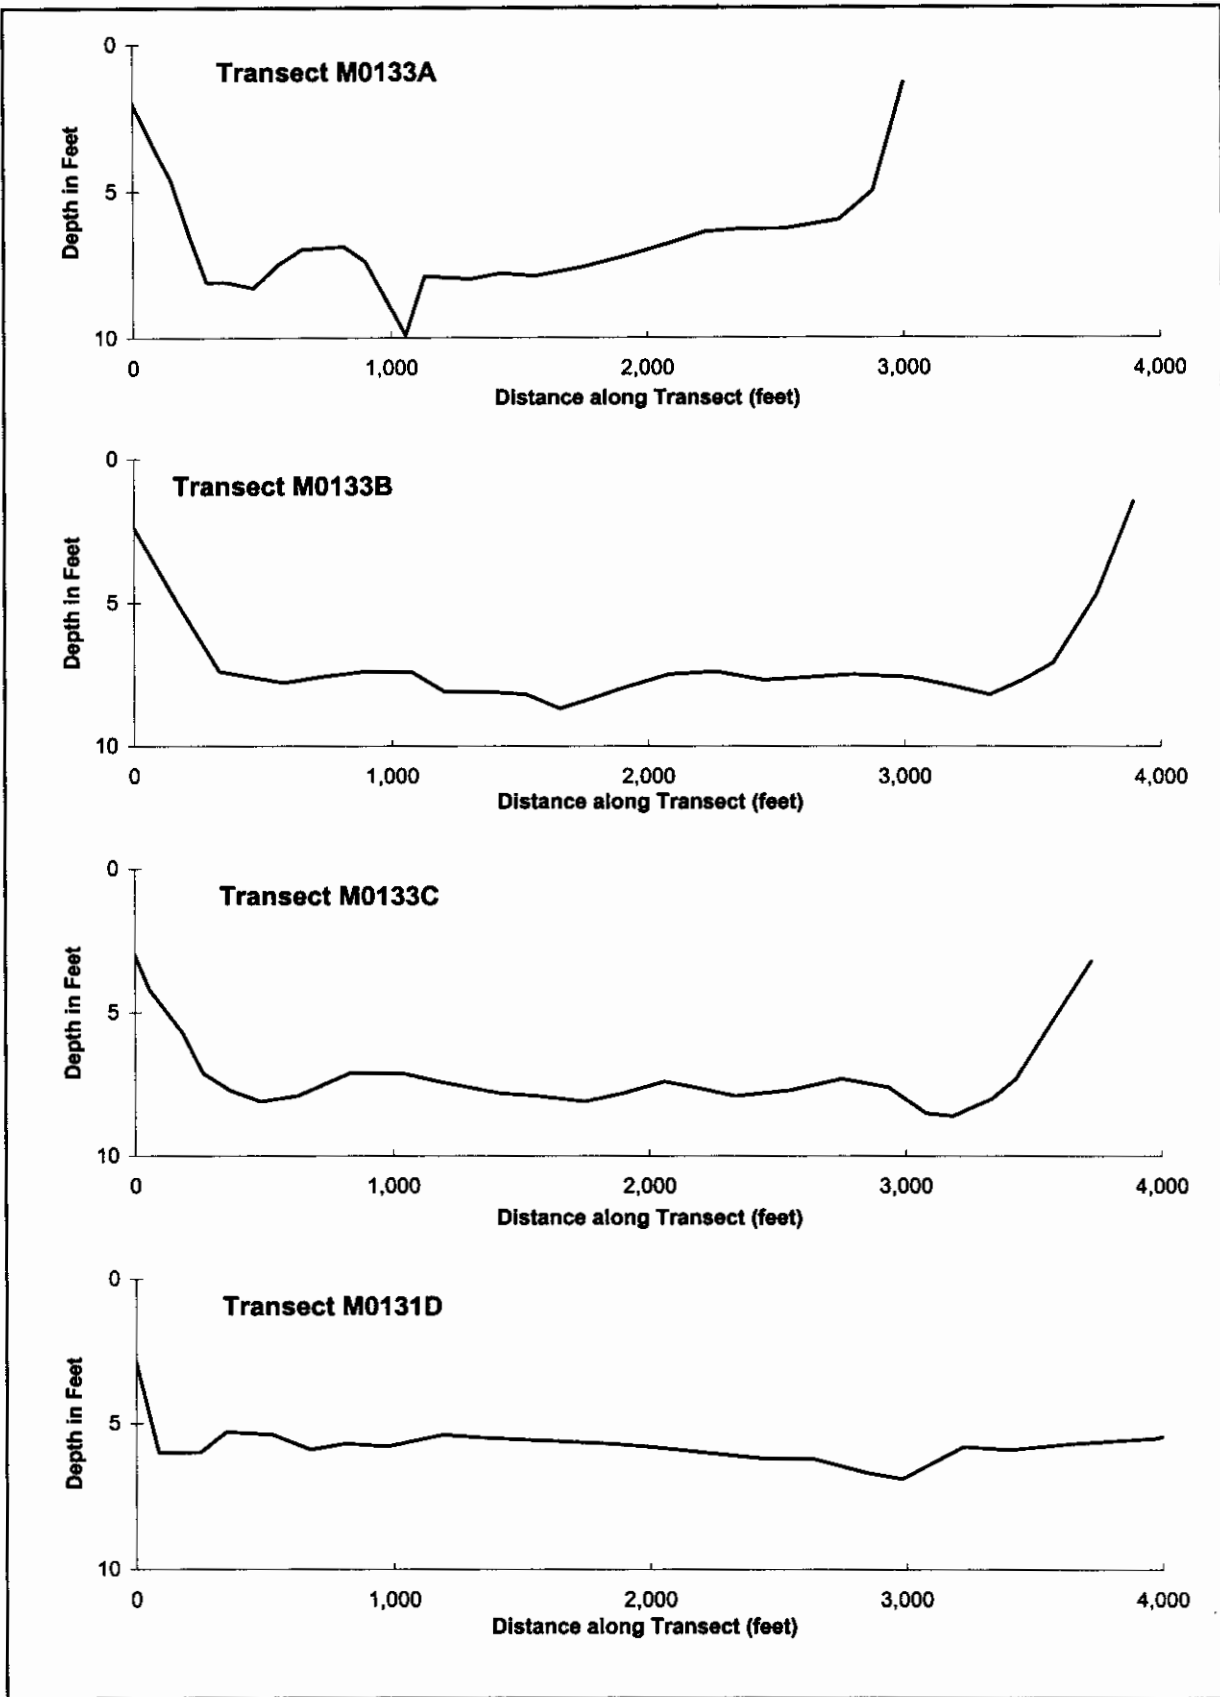 Transect M0133A
Depth in Feet
0
5
10
0 1,000 2,000 3,000 4,000
Distance along Transect (feet)
Transect M0133B
Depth in Feet
0
5
10
0 1,000 2,000 3,000 4,000
Distance along Transect (feet)
Transect M0133C
Depth in Feet
0
5
10
0 1,000 2,000 3,000 4,000
Distance along Transect (feet)
Transect M0131D
Depth in Feet
0
5
10
0 1,000 2,000 3,000 4,000
Distance along Transect (feet)